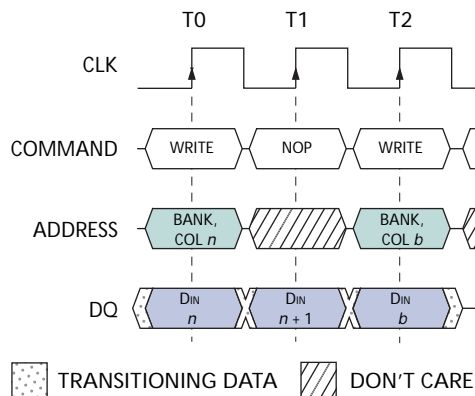 T0 T1 T2
CLK
COMMAND WRITE NOP WRITE
ADDRESS BANK, COL n BANK, COL b
DQ DIN n DIN n + 1 DIN b
TRANSITIONING DATA DON'T CARE